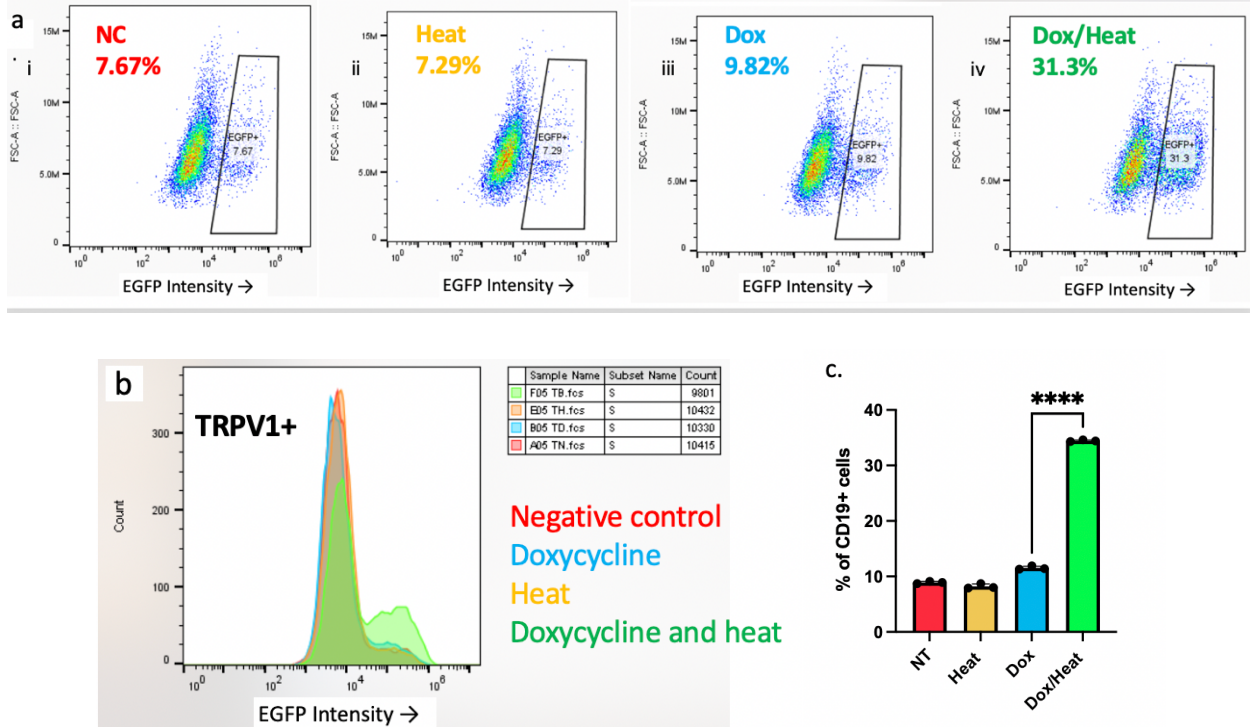 a
NC
7.67%
i
15M
10M
5.0M
0
FSC-A :: FSC-A
EGFP+
7.67
10^0 10^2 10^4 10^6
EGFP Intensity →
Heat
7.29%
ii
15M
10M
5.0M
0
FSC-A :: FSC-A
EGFP+
7.29
10^0 10^2 10^4 10^6
EGFP Intensity →
Dox
9.82%
iii
15M
10M
5.0M
0
FSC-A :: FSC-A
EGFP+
9.82
10^0 10^2 10^4 10^6
EGFP Intensity →
Dox/Heat
31.3%
iv
15M
10M
5.0M
0
FSC-A :: FSC-A
EGFP+
31.3
10^0 10^2 10^4 10^6
EGFP Intensity →
b
TRPV1+
300
200
100
0
Count
10^0 10^2 10^4 10^6
EGFP Intensity →
Sample Name Subset Name Count
F05 TB.fcs S 9801
E05 TH.fcs S 10432
B05 TD.fcs S 10330
A05 TN.fcs S 10415
Negative control
Doxycycline
Heat
Doxycycline and heat
c.
****
40
30
20
10
0
% of CD19+ cells
NT Heat Dox Dox/Heat